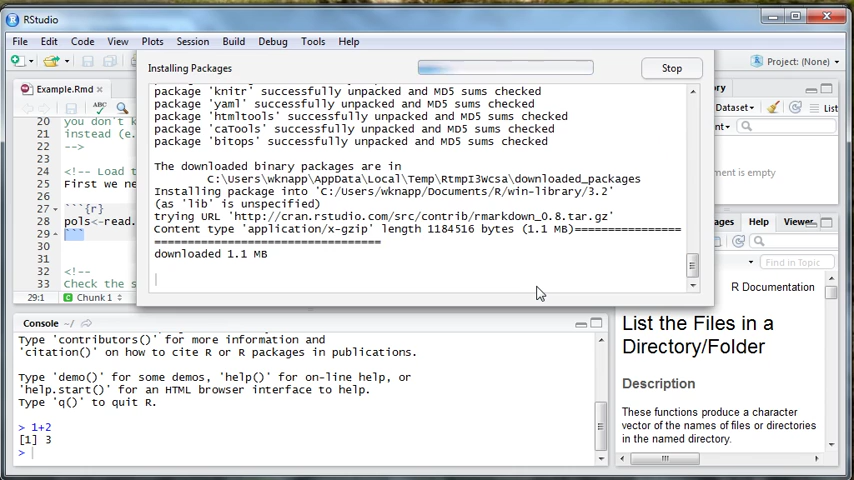 RStudio
File Edit Code View Plots Session Build Debug Tools Help
Project: (None)
Installing Packages
Stop
Example.Rmd
package 'knitr' successfully unpacked and MD5 sums checked
package 'yaml' successfully unpacked and MD5 sums checked
package 'htmltools' successfully unpacked and MD5 sums checked
package 'caTools' successfully unpacked and MD5 sums checked
package 'bitops' successfully unpacked and MD5 sums checked
The downloaded binary packages are in
C:\Users\wknapp\AppData\Local\Temp\RtmpI3Wcsa\downloaded_packages
Installing package into 'C:/Users/wknapp/Documents/R/win-library/3.2'
(as 'lib' is unspecified)
trying URL 'http://cran.rstudio.com/src/contrib/rmarkdown_0.8.tar.gz'
Content type 'application/x-gzip' length 1184516 bytes (1.1 MB)================
===================================
downloaded 1.1 MB
20 you don't k
21 instead (e.
22 -->
23
24 <!-- Load t
25 First we ne
26
27 ```{r}
28 pols<-read.
29 ```
30
31
32 <!--
33 Check the s
29:1 Chunk 1
Dataset List
ment is empty
Help Viewer
Find in Topic
R Documentation
List the Files in a
Directory/Folder
Description
These functions produce a character
vector of the names of files or directories
in the named directory.
Console ~/
Type 'contributors()' for more information and
'citation()' on how to cite R or R packages in publications.
Type 'demo()' for some demos, 'help()' for on-line help, or
'help.start()' for an HTML browser interface to help.
Type 'q()' to quit R.
> 1+2
[1] 3
>